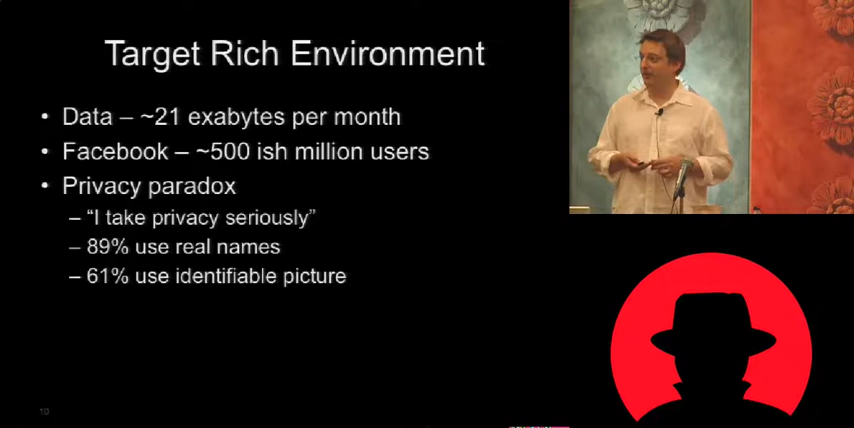 Target Rich Environment
• Data – ~21 exabytes per month
• Facebook – ~500 ish million users
• Privacy paradox
– “I take privacy seriously”
– 89% use real names
– 61% use identifiable picture
10